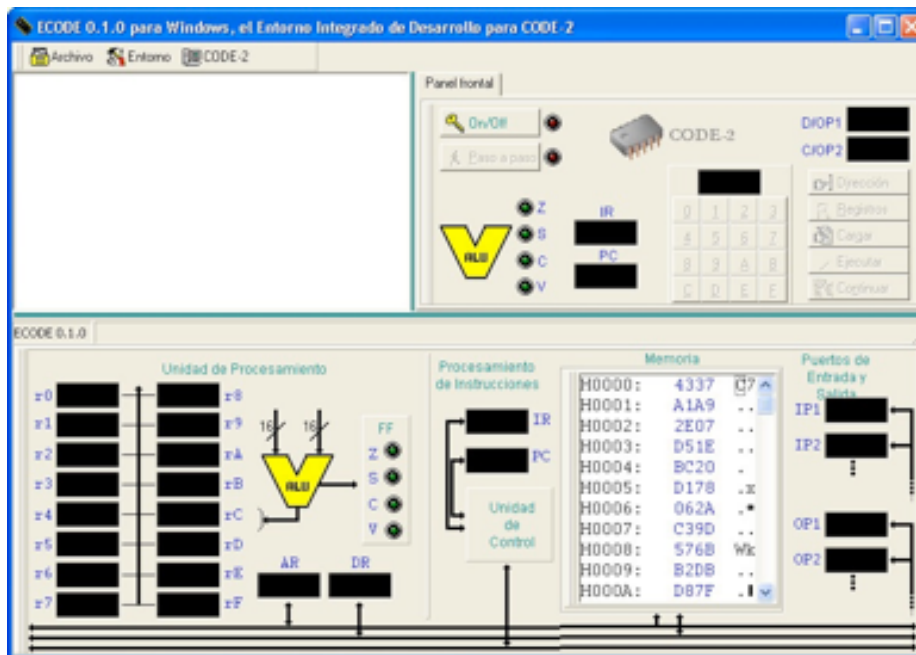 ECODE 0.1.0 para Windows, el Entorno Integrado de Desarrollo para CODE-2
Archivo Entorno CODE-2
Panel frontal
On/Off
CODE-2
D/OP1
C/OP2
Paso a paso
Dirección
Registros
Cargar
Ejecutar
Continuar
0 1 2 3
4 5 6 7
8 9 A B
C D E F
ALU
Z
S
C
V
IR
PC
ECODE 0.1.0
Unidad de Procesamiento
r0 r8
r1 r9
r2 rA
r3 rB
r4 rC
r5 rD
r6 rE
r7 rF
16 16
ALU
FF
Z
S
C
V
AR DR
Procesamiento
de Instrucciones
IR
PC
Unidad
de
Control
Memoria
H0000: 4337 C7
H0001: A1A9 ..
H0002: 2E07 ..
H0003: D51E ..
H0004: BC20 .
H0005: D178 .x
H0006: 062A .*
H0007: C39D ..
H0008: 576B Wk
H0009: B2DB ..
H000A: D87F
Puertos de
Entrada y
Salida
IP1
IP2
OP1
OP2